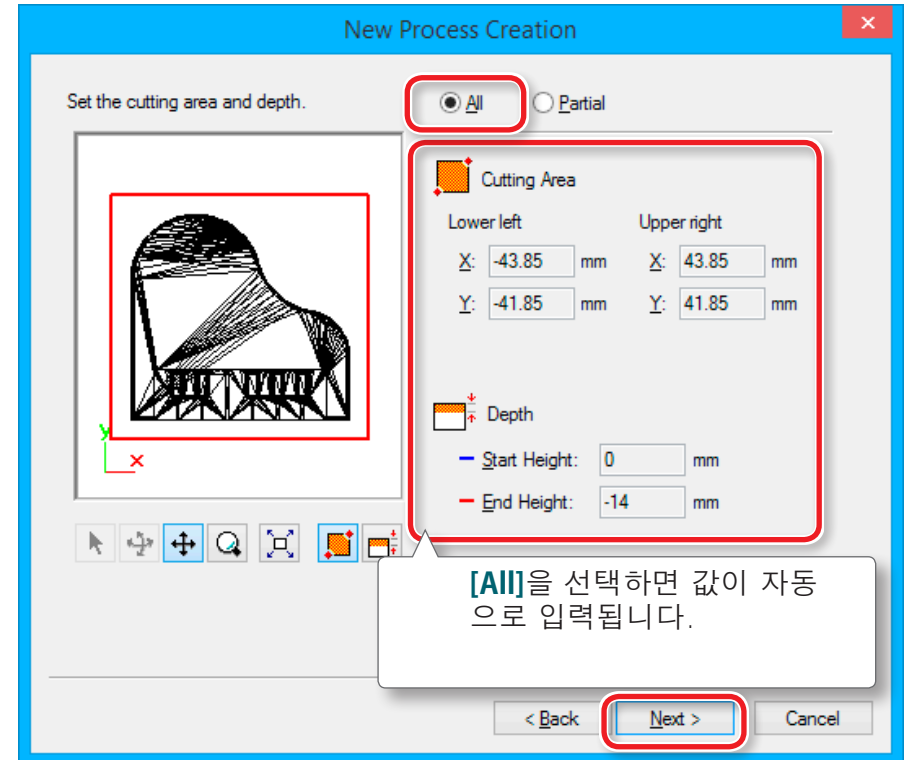 New Process Creation
Set the cutting area and depth.
All
Partial
Cutting Area
Lower left Upper right
X: -43.85 mm X: 43.85 mm
Y: -41.85 mm Y: 41.85 mm
y
x
Depth
Start Height: 0 mm
End Height: -14 mm
[All]을 선택하면 값이 자동
으로 입력됩니다.
< Back Next > Cancel